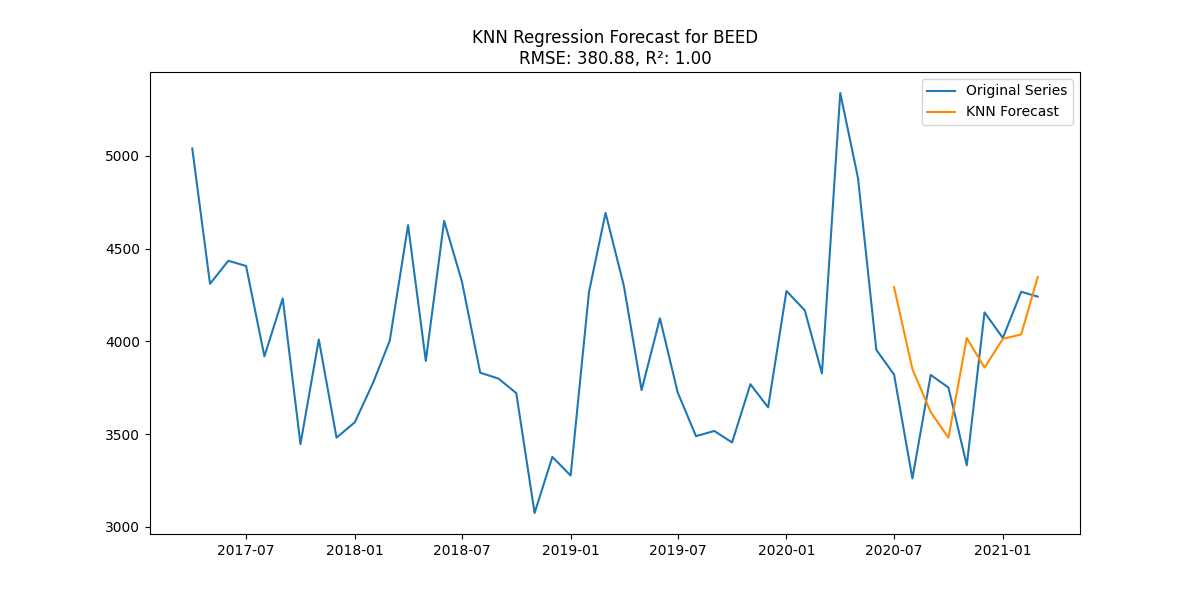 KNN Regression Forecast for BEED
RMSE: 380.88, R²: 1.00
Original Series
KNN Forecast
5000
4500
4000
3500
3000
2017-07 2018-01 2018-07 2019-01 2019-07 2020-01 2020-07 2021-01